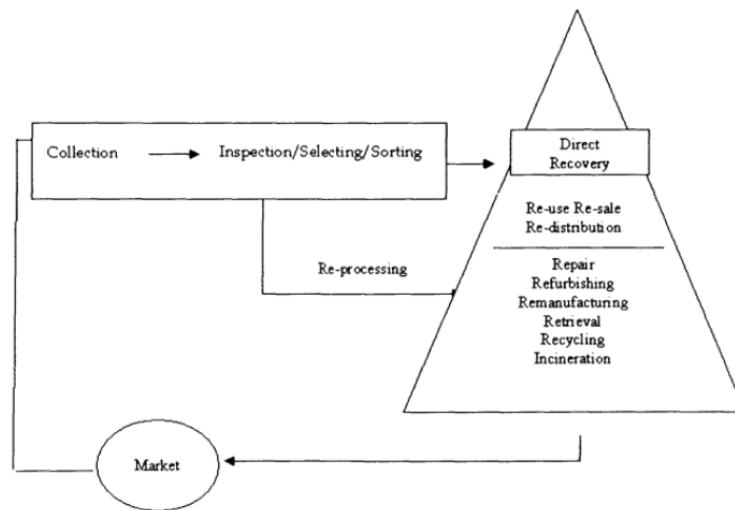 Collection
Inspection/Selecting/Sorting
Direct
Recovery
Re-use Re-sale
Re-distribution
Re-processing
Repair
Refurbishing
Remanufacturing
Retrieval
Recycling
Incineration
Market